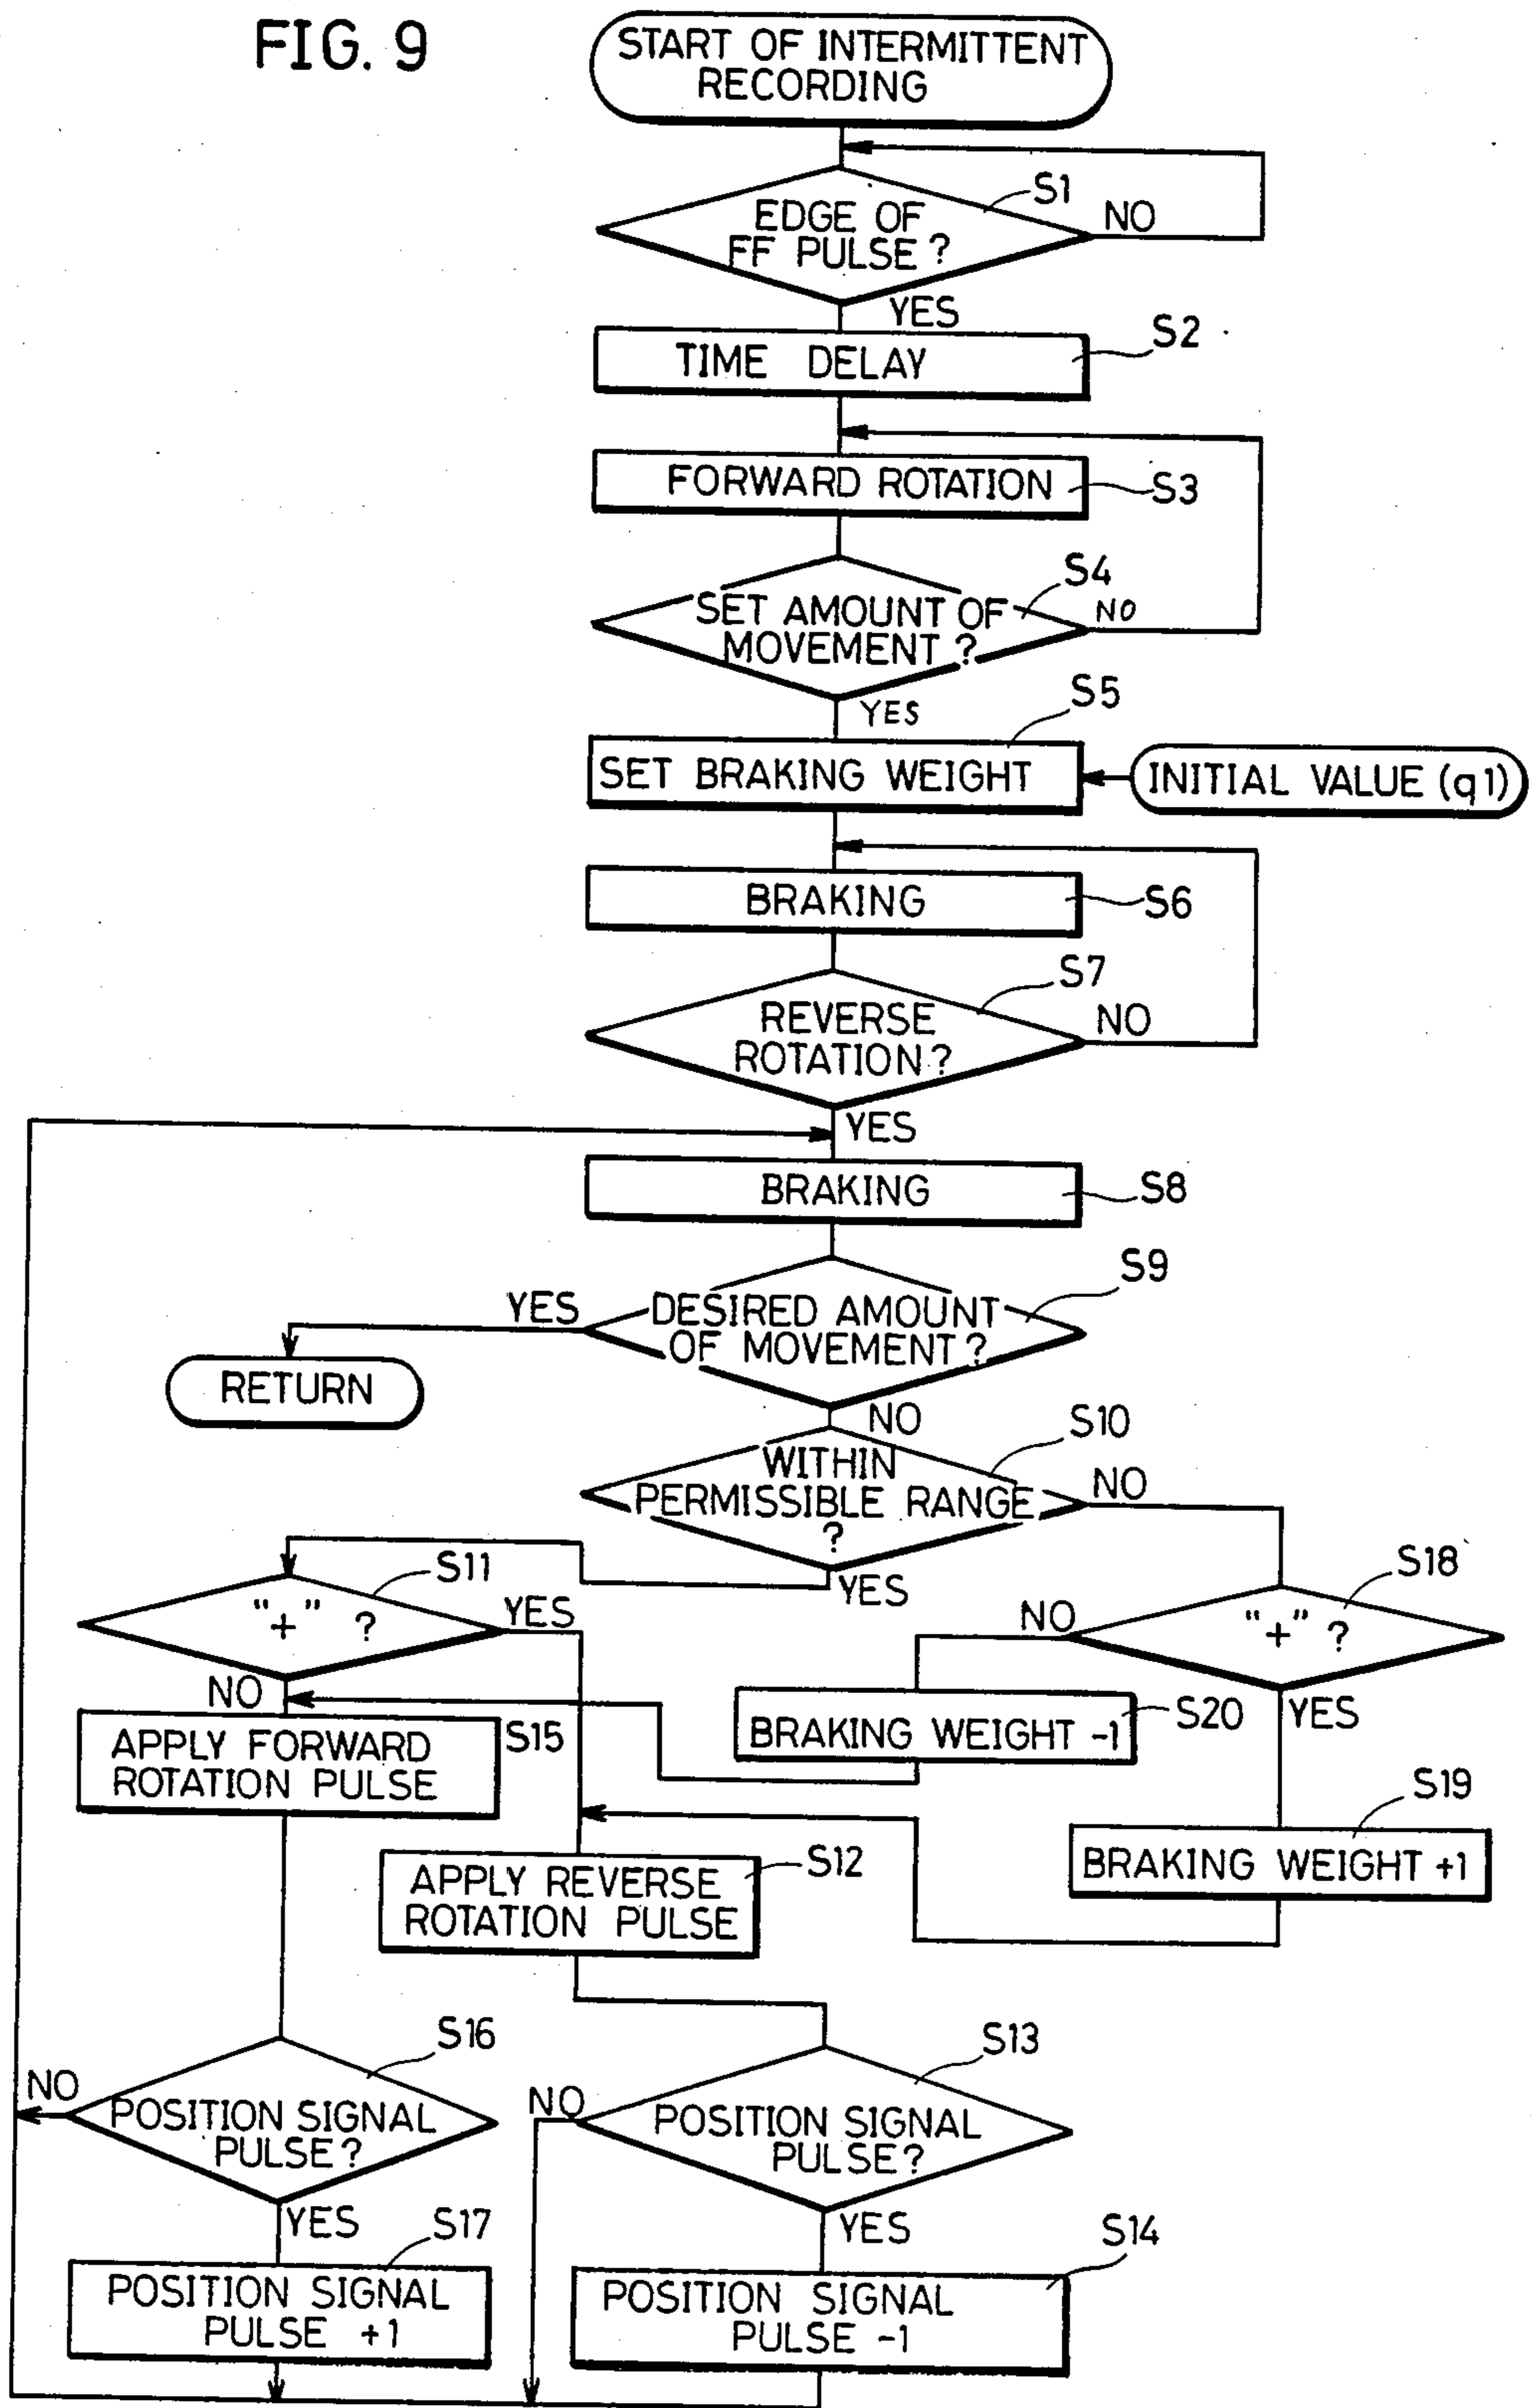 FIG. 9
START OF INTERMITTENT
RECORDING
S1
EDGE OF
FF PULSE?
NO
YES
S2
TIME DELAY
FORWARD ROTATION
S3
S4
SET AMOUNT OF
MOVEMENT?
NO
YES
S5
SET BRAKING WEIGHT
INITIAL VALUE (q1)
BRAKING
S6
S7
REVERSE
ROTATION?
NO
YES
BRAKING
S8
S9
YES
DESIRED AMOUNT
OF MOVEMENT?
RETURN
NO
S10
WITHIN
PERMISSIBLE RANGE
?
NO
YES
S11
"+" ?
YES
NO
S18
"+" ?
NO
YES
S15
APPLY FORWARD
ROTATION PULSE
S20
BRAKING WEIGHT -1
S19
BRAKING WEIGHT +1
S12
APPLY REVERSE
ROTATION PULSE
S16
NO
POSITION SIGNAL
PULSE?
YES
S13
NO
POSITION SIGNAL
PULSE?
YES
S17
POSITION SIGNAL
PULSE +1
S14
POSITION SIGNAL
PULSE -1